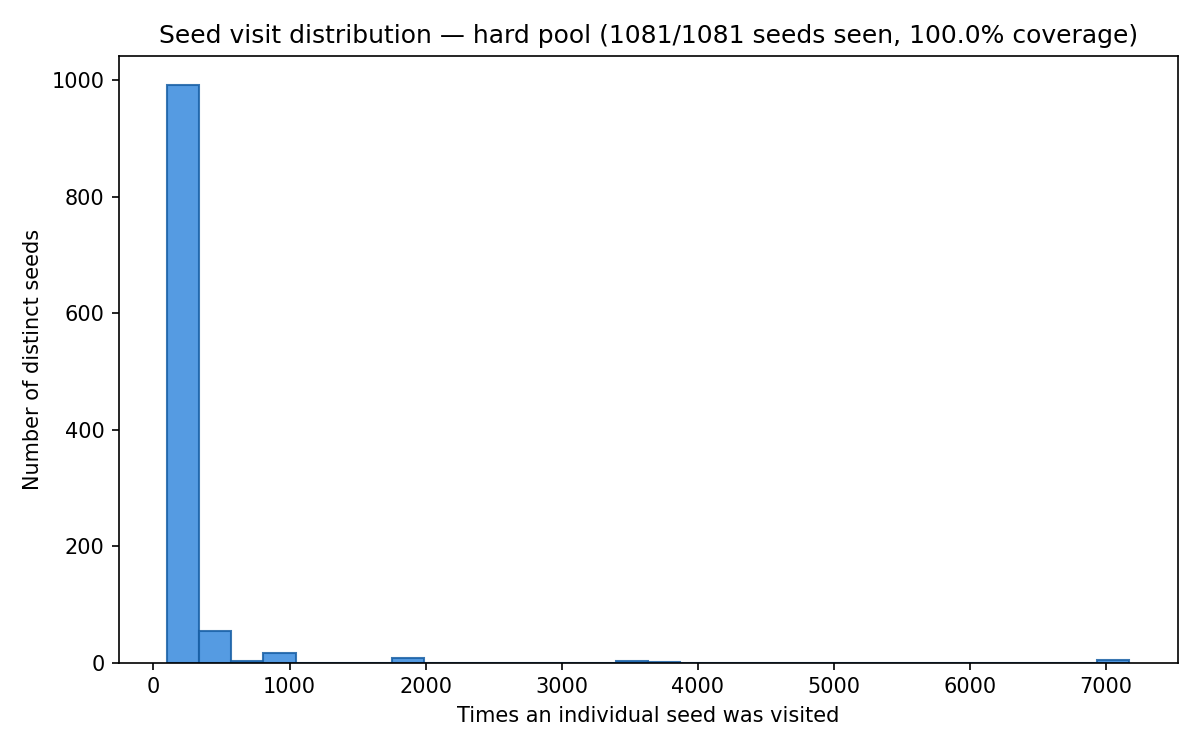 Seed visit distribution — hard pool (1081/1081 seeds seen, 100.0% coverage)
Number of distinct seeds
1000
800
600
400
200
0
0 1000 2000 3000 4000 5000 6000 7000
Times an individual seed was visited